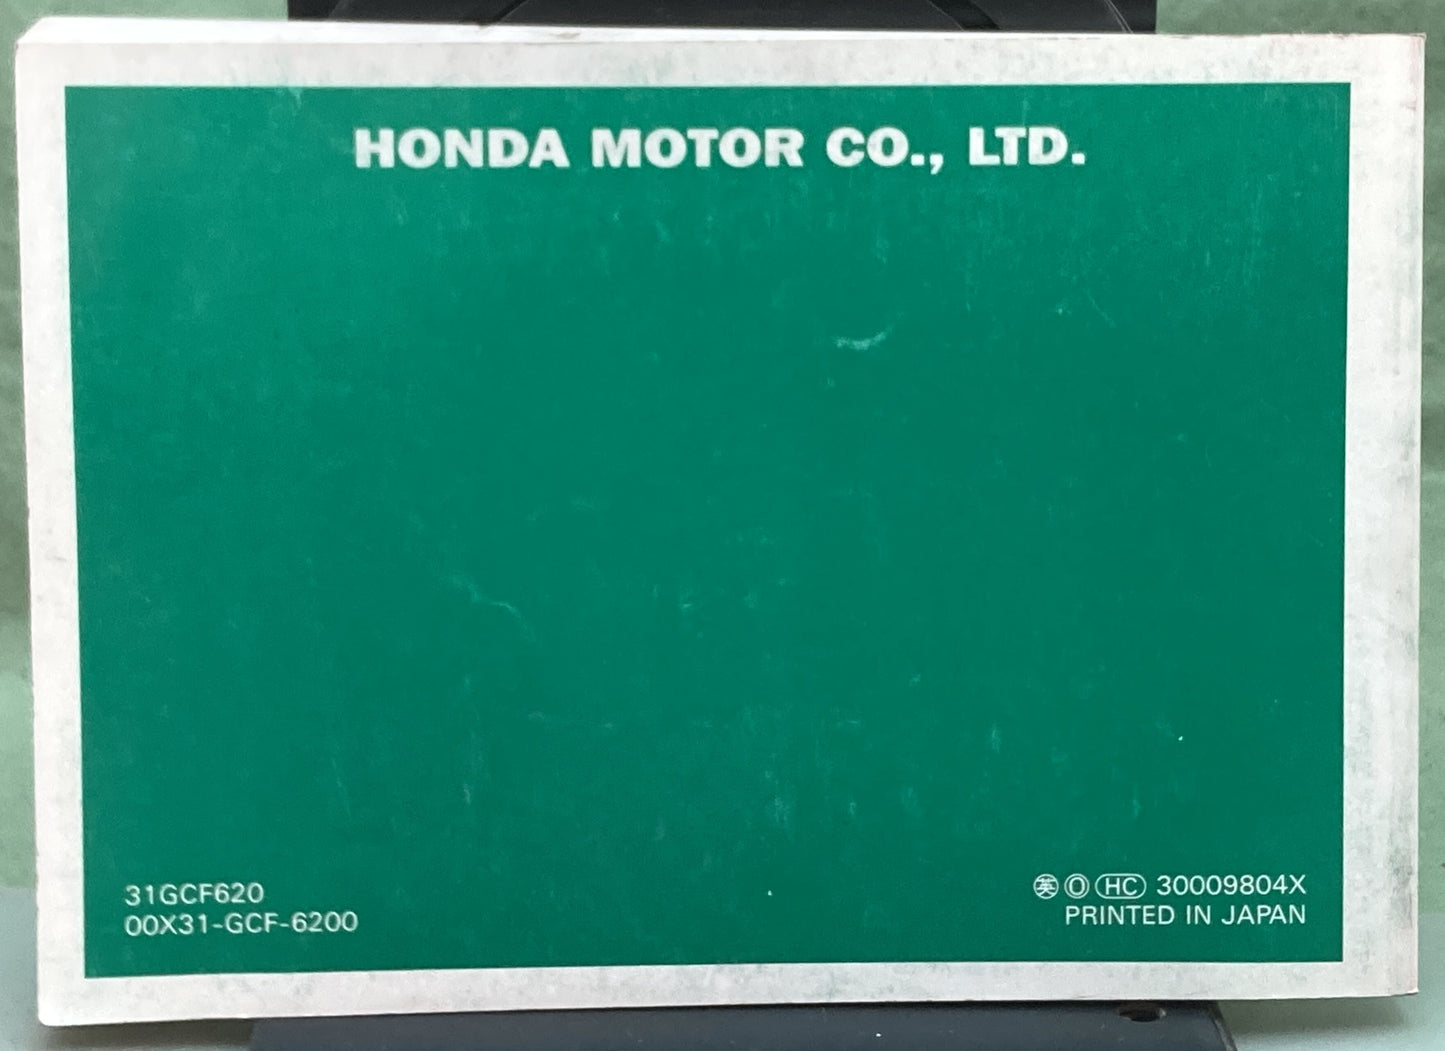 HONDA MOTOR CO., LTD.
31GCF620
00X31-GCF-6200
英 O HC 30009804X
PRINTED IN JAPAN